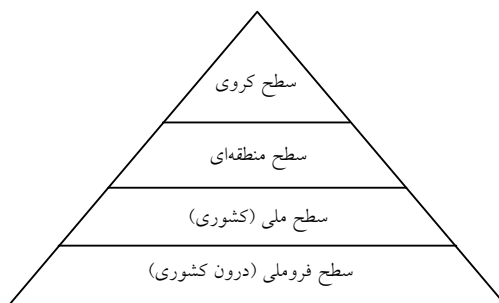 سطح کروی
سطح منطقه‌ای
سطح ملی (کشوری)
سطح فروملی (درون کشوری)